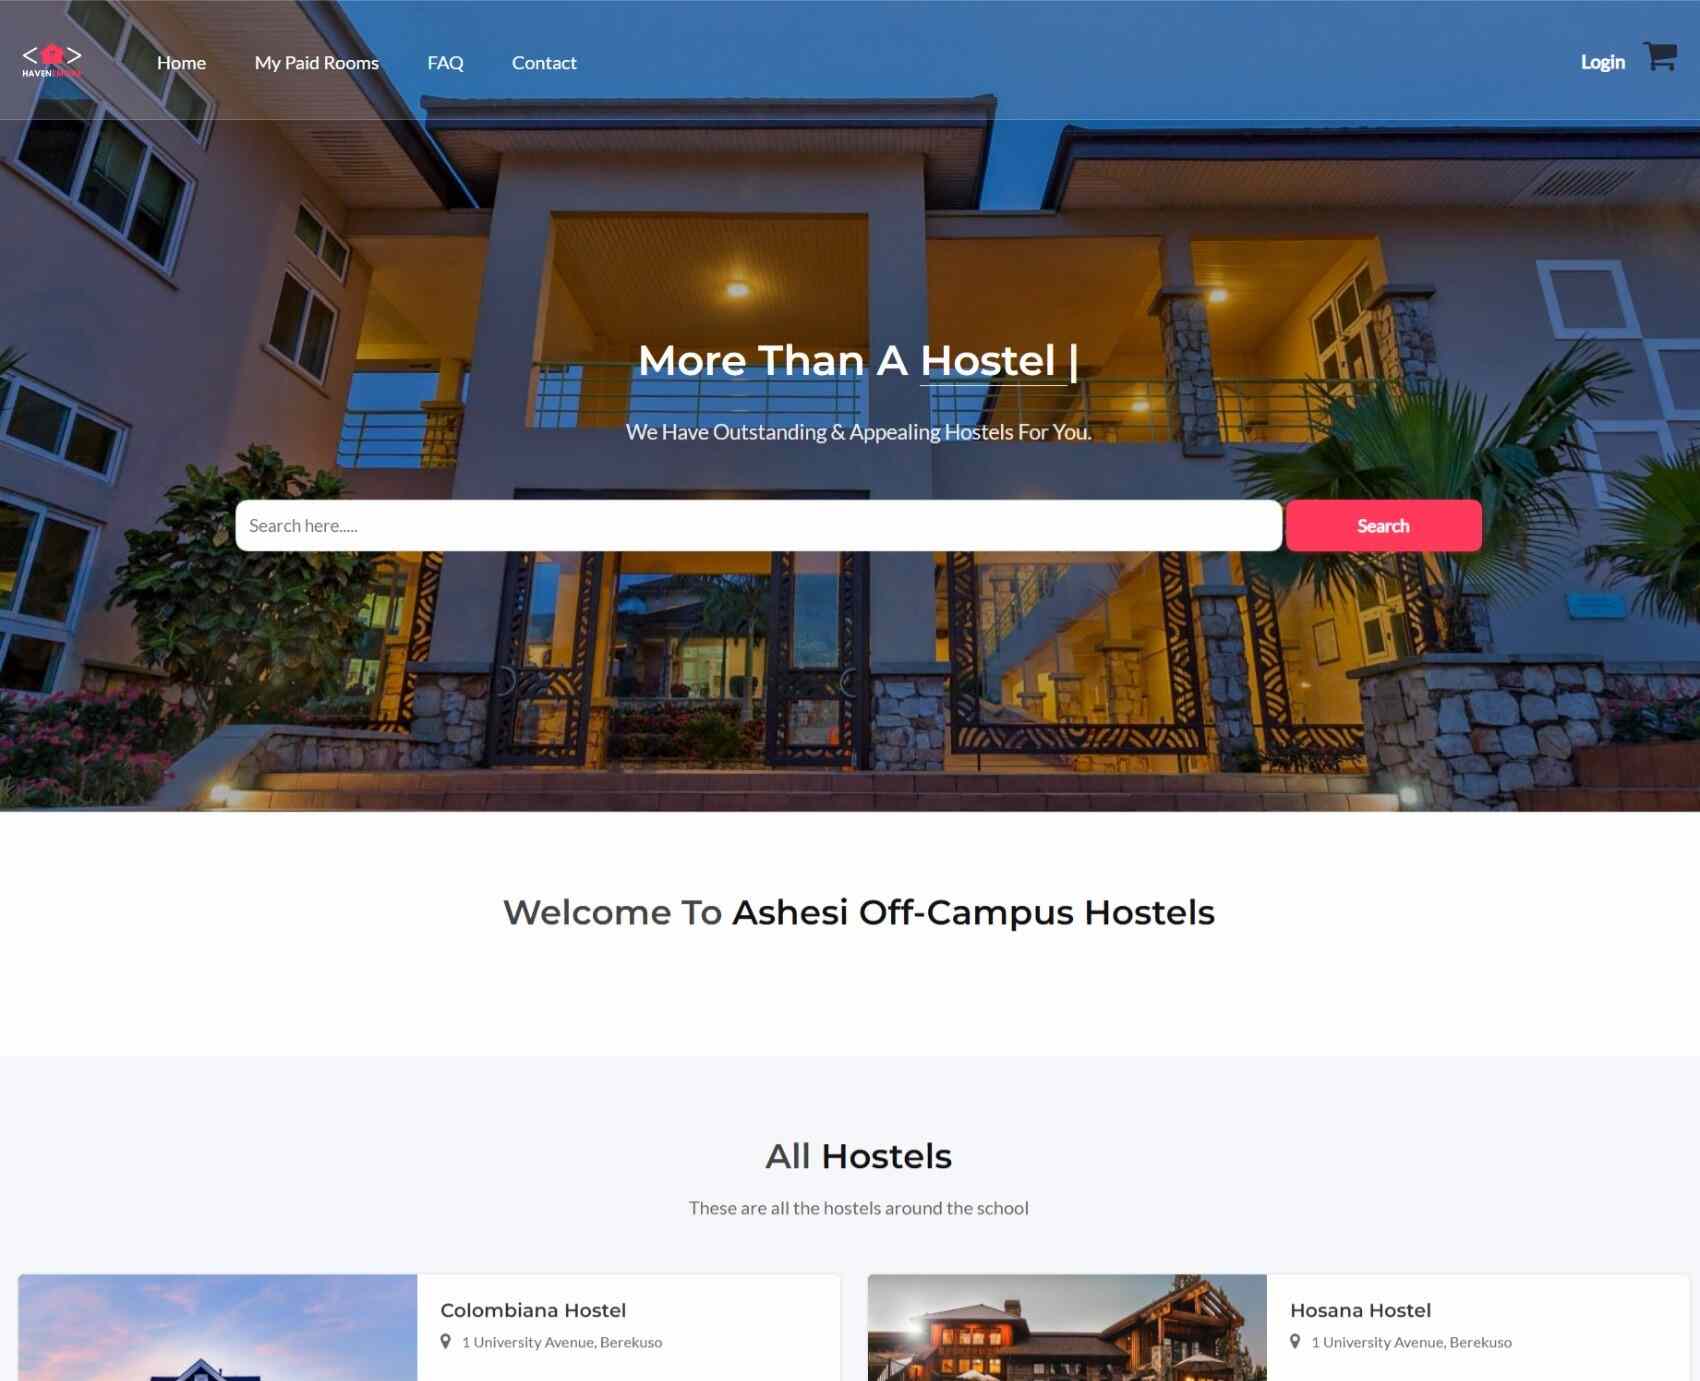 HAVEN
Home
My Paid Rooms
FAQ
Contact
Login
More Than A Hostel |
We Have Outstanding & Appealing Hostels For You.
Search here.....
Search
Welcome To Ashesi Off-Campus Hostels
All Hostels
These are all the hostels around the school
Colombiana Hostel
1 University Avenue, Berekuso
Hosana Hostel
1 University Avenue, Berekuso